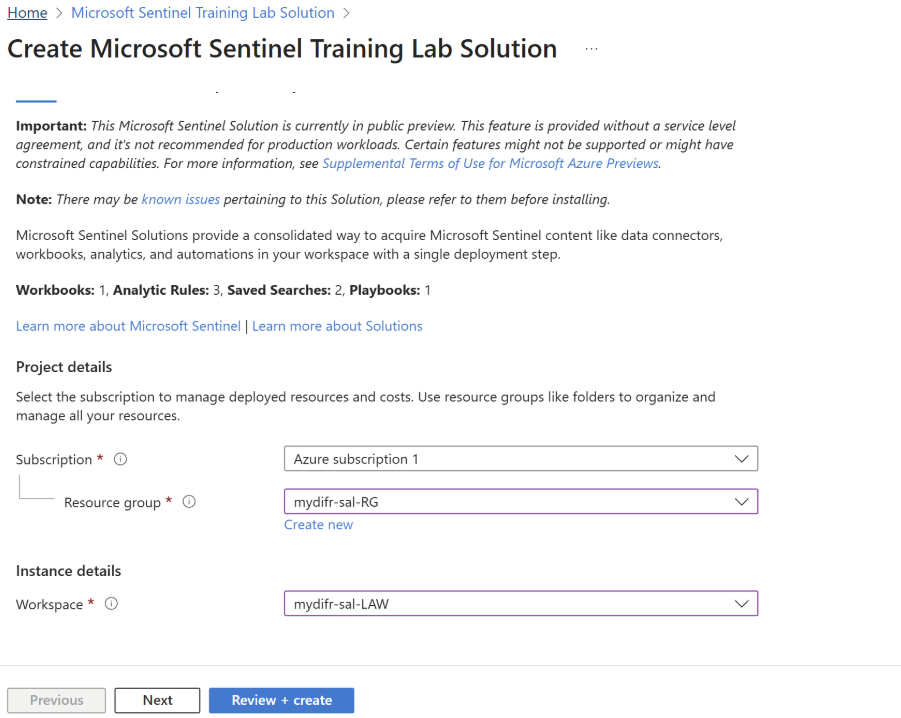 Home > Microsoft Sentinel Training Lab Solution >
Create Microsoft Sentinel Training Lab Solution ...
Important: This Microsoft Sentinel Solution is currently in public preview. This feature is provided without a service level
agreement, and it's not recommended for production workloads. Certain features might not be supported or might have
constrained capabilities. For more information, see Supplemental Terms of Use for Microsoft Azure Previews.
Note: There may be known issues pertaining to this Solution, please refer to them before installing.
Microsoft Sentinel Solutions provide a consolidated way to acquire Microsoft Sentinel content like data connectors,
workbooks, analytics, and automations in your workspace with a single deployment step.
Workbooks: 1, Analytic Rules: 3, Saved Searches: 2, Playbooks: 1
Learn more about Microsoft Sentinel | Learn more about Solutions
Project details
Select the subscription to manage deployed resources and costs. Use resource groups like folders to organize and
manage all your resources.
Subscription * Azure subscription 1
Resource group * mydifr-sal-RG
Create new
Instance details
Workspace * mydifr-sal-LAW
Previous Next Review + create